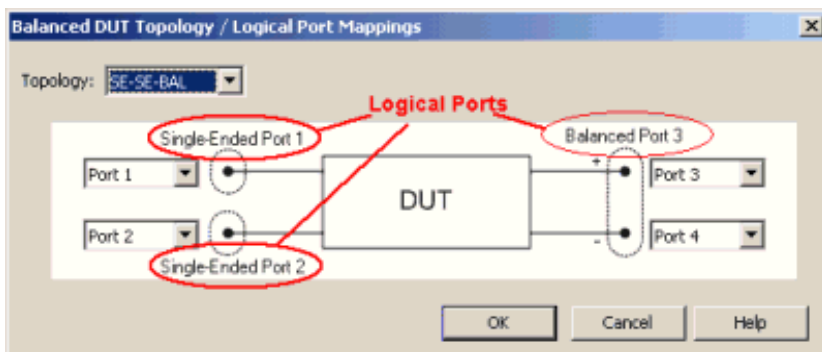 Balanced DUT Topology / Logical Port Mappings
Topology: SE-SE-BAL
Logical Ports
Single-Ended Port 1
Balanced Port 3
Port 1
+
Port 3
DUT
Port 2
-
Port 4
Single-Ended Port 2
OK
Cancel
Help